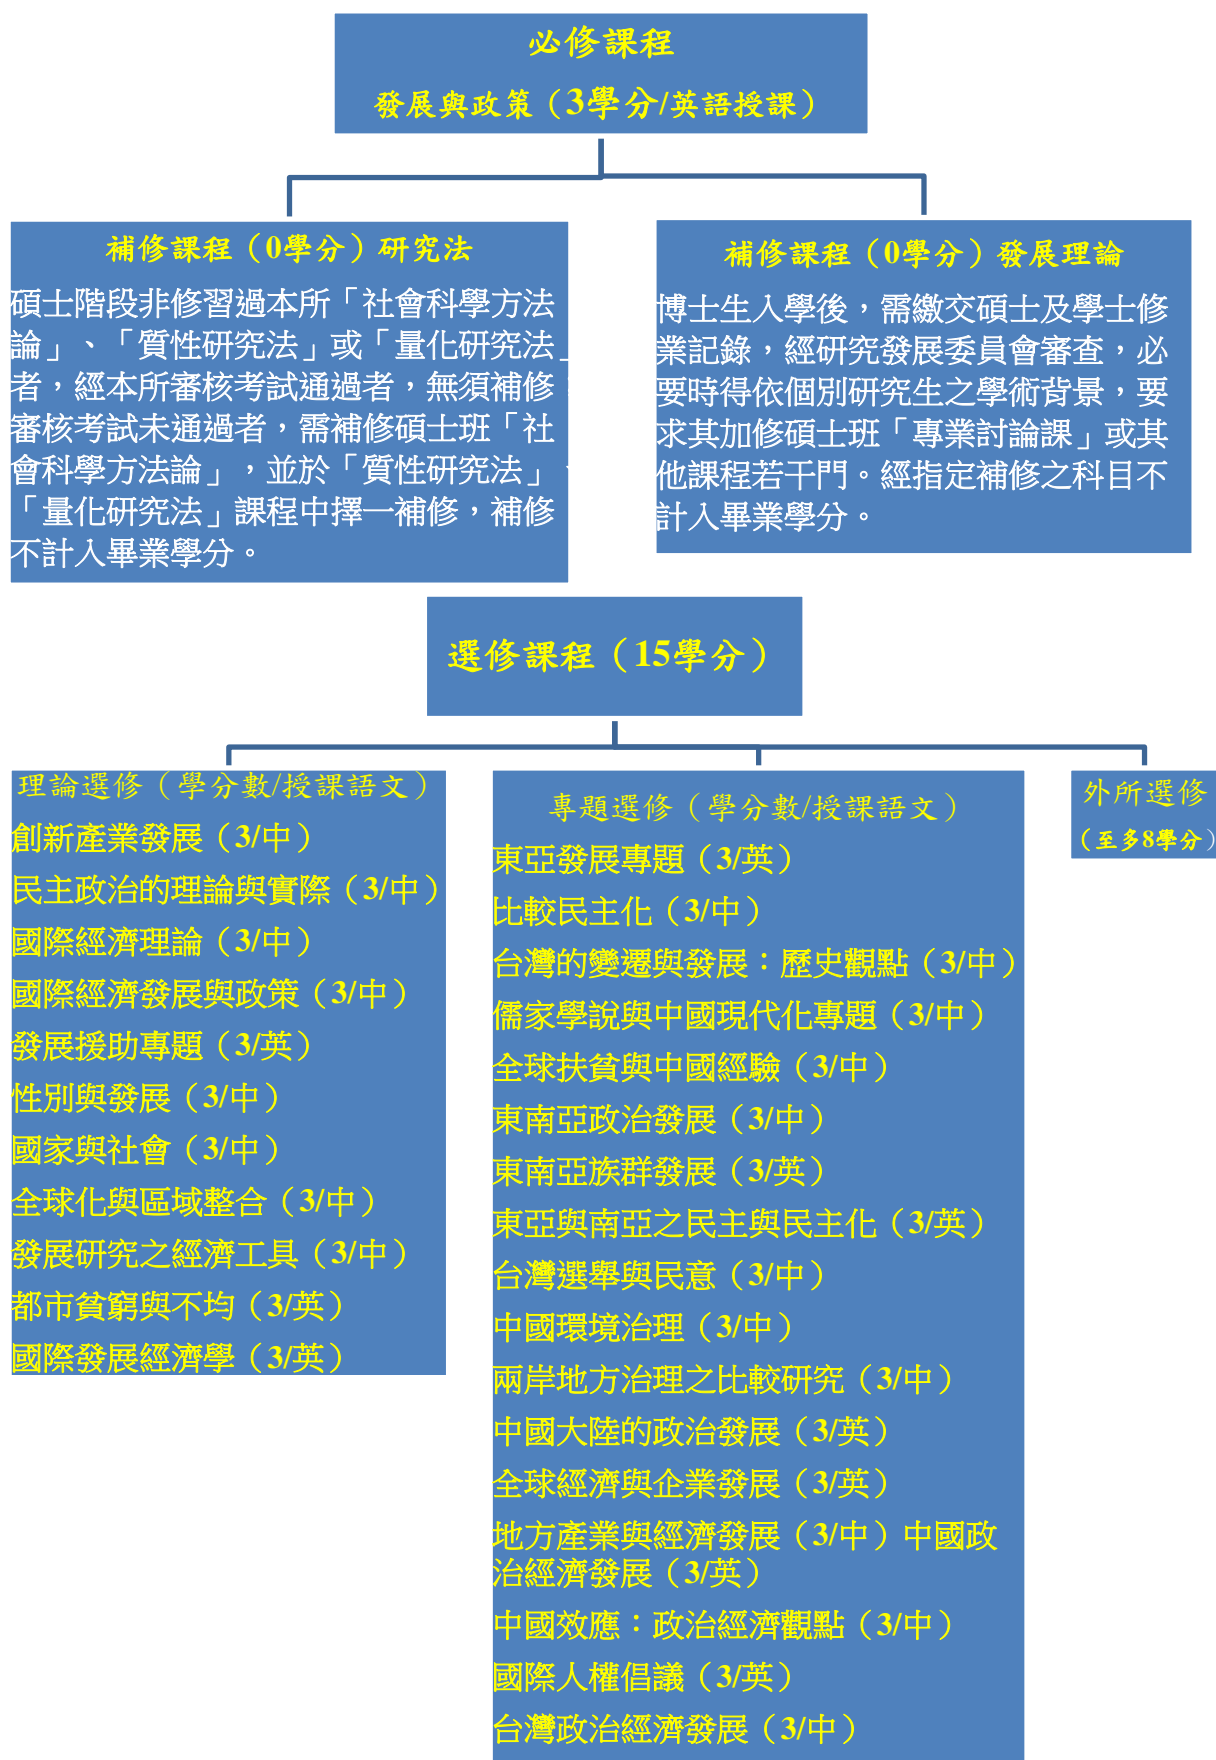 必修課程
發展與政策（3學分/英語授課）
補修課程（0學分）研究法
碩士階段非修習過本所「社會科學方法
論」、「質性研究法」或「量化研究法」
者，經本所審核考試通過者，無須補修
審核考試未通過者，需補修碩士班「社
會科學方法論」，並於「質性研究法」、
「量化研究法」課程中擇一補修，補修
不計入畢業學分。
補修課程（0學分）發展理論
博士生入學後，需繳交碩士及學士修
業記錄，經研究發展委員會審查，必
要時得依個別研究生之學術背景，要
求其加修碩士班「專業討論課」或其
他課程若干門。經指定補修之科目不
計入畢業學分。
選修課程（15學分）
理論選修（學分數/授課語文）
創新產業發展（3/中）
民主政治的理論與實際（3/中）
國際經濟理論（3/中）
國際經濟發展與政策（3/中）
發展援助專題（3/英）
性別與發展（3/中）
國家與社會（3/中）
全球化與區域整合（3/中）
發展研究之經濟工具（3/中）
都市貧窮與不均（3/英）
國際發展經濟學（3/英）
專題選修（學分數/授課語文）
東亞發展專題（3/英）
比較民主化（3/中）
台灣的變遷與發展：歷史觀點（3/中）
儒家學說與中國現代化專題（3/中）
全球扶貧與中國經驗（3/中）
東南亞政治發展（3/中）
東南亞族群發展（3/英）
東亞與南亞之民主與民主化（3/英）
台灣選舉與民意（3/中）
中國環境治理（3/中）
兩岸地方治理之比較研究（3/中）
中國大陸的政治發展（3/英）
全球經濟與企業發展（3/英）
地方產業與經濟發展（3/中）中國政
治經濟發展（3/英）
中國效應：政治經濟觀點（3/中）
國際人權倡議（3/英）
台灣政治經濟發展（3/中）
外所選修
（至多8學分）